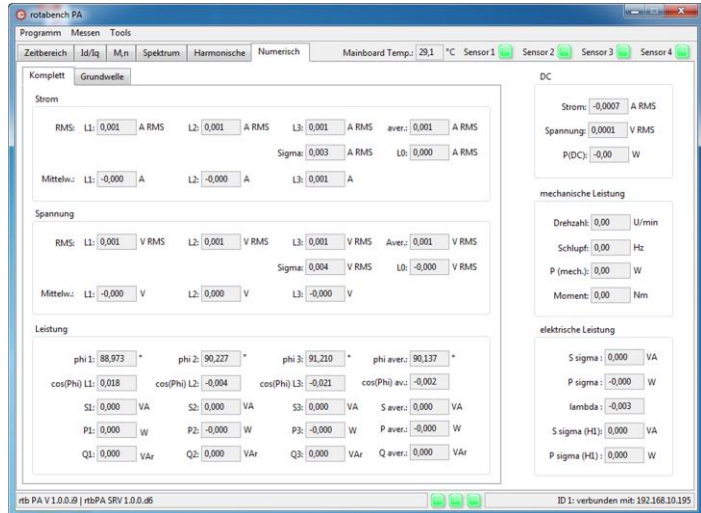 rotabench PA
Programm Messen Tools
Zeitbereich Id/Iq M,n Spektrum Harmonische Numerisch Mainboard Temp.: 29,1 °C Sensor 1 Sensor 2 Sensor 3 Sensor 4
Komplett Grundwelle
Strom
RMS: L1: 0,001 A RMS L2: 0,001 A RMS L3: 0,001 A RMS aver.: 0,001 A RMS
Sigma: 0,003 A RMS L0: 0,000 A RMS
Mittelw.: L1: -0,000 A L2: -0,000 A L3: 0,001 A
Spannung
RMS: L1: 0,001 V RMS L2: 0,001 V RMS L3: 0,001 V RMS Aver.: 0,001 V RMS
Sigma: 0,004 V RMS L0: -0,000 V RMS
Mittelw.: L1: -0,000 V L2: 0,000 V L3: -0,000 V
Leistung
phi 1: 88,973 ° phi 2: 90,227 ° phi 3: 91,210 ° phi aver.: 90,137 °
cos(Phi) L1: 0,018 cos(Phi) L2: -0,004 cos(Phi) L3: -0,021 cos(Phi) av.: -0,002
S1: 0,000 VA S2: 0,000 VA S3: 0,000 VA S aver.: 0,000 VA
P1: 0,000 W P2: -0,000 W P3: -0,000 W P aver.: -0,000 W
Q1: 0,000 VAr Q2: 0,000 VAr Q3: 0,000 VAr Q aver.: 0,000 VAr
DC
Strom: -0,0007 A RMS
Spannung: 0,0001 V RMS
P(DC): -0,00 W
mechanische Leistung
Drehzahl: 0,00 U/min
Schlupf: 0,00 Hz
P (mech.): 0,00 W
Moment: 0,00 Nm
elektrische Leistung
S sigma : 0,000 VA
P sigma : -0,000 W
lambda : -0,003
S sigma (H1): 0,000 VA
P sigma (H1) : 0,000 W
rtb PA V 1.0.0.i9 | rtbPA SRV 1.0.0.d6 ID 1: verbunden mit: 192.168.10.195